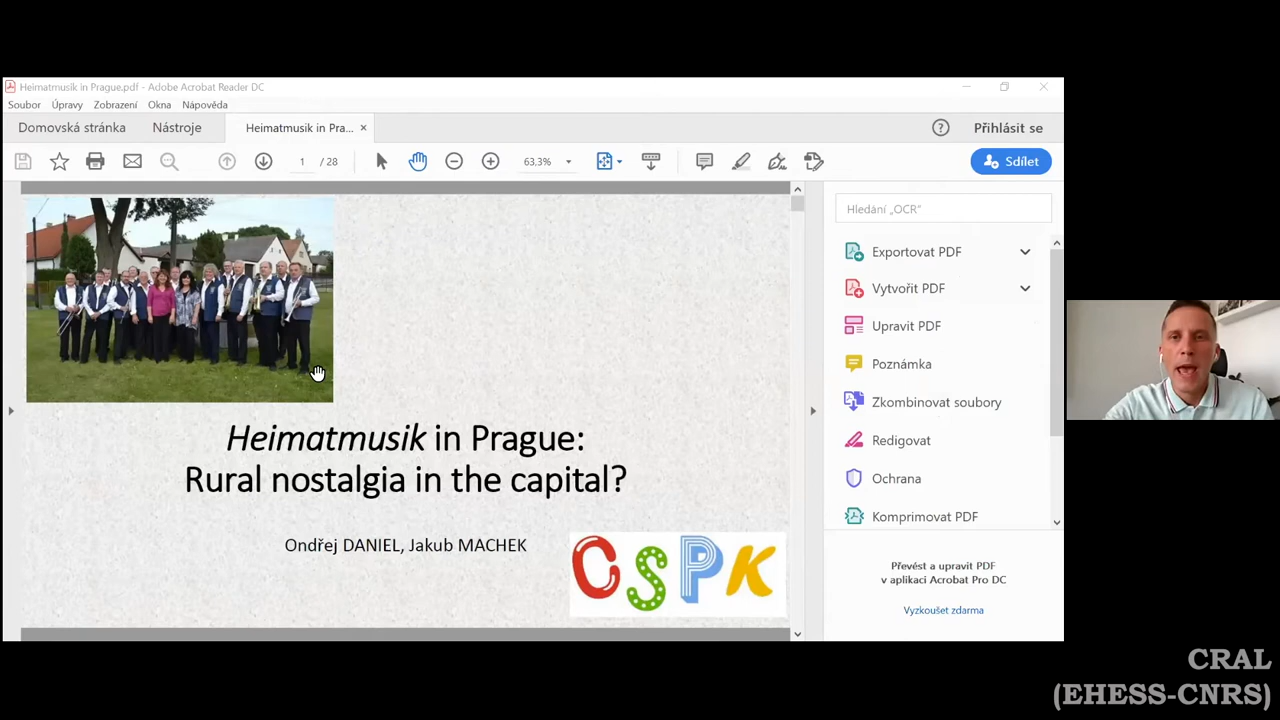 Heimatmusik in Prague.pdf - Adobe Acrobat Reader DC
Soubor Úpravy Zobrazení Okna Nápověda
Domovská stránka Nástroje Heimatmusik in Pra... × Přihlásit se
1 / 28 63,3% Sdílet
Hledání „OCR“
Exportovat PDF
Vytvořit PDF
Upravit PDF
Poznámka
Zkombinovat soubory
Redigovat
Ochrana
Komprimovat PDF
Převést a upravit PDF
v aplikaci Acrobat Pro DC
Vyzkoušet zdarma
Heimatmusik in Prague:
Rural nostalgia in the capital?
Ondřej DANIEL, Jakub MACHEK
CSPK
CRAL
(EHESS-CNRS)